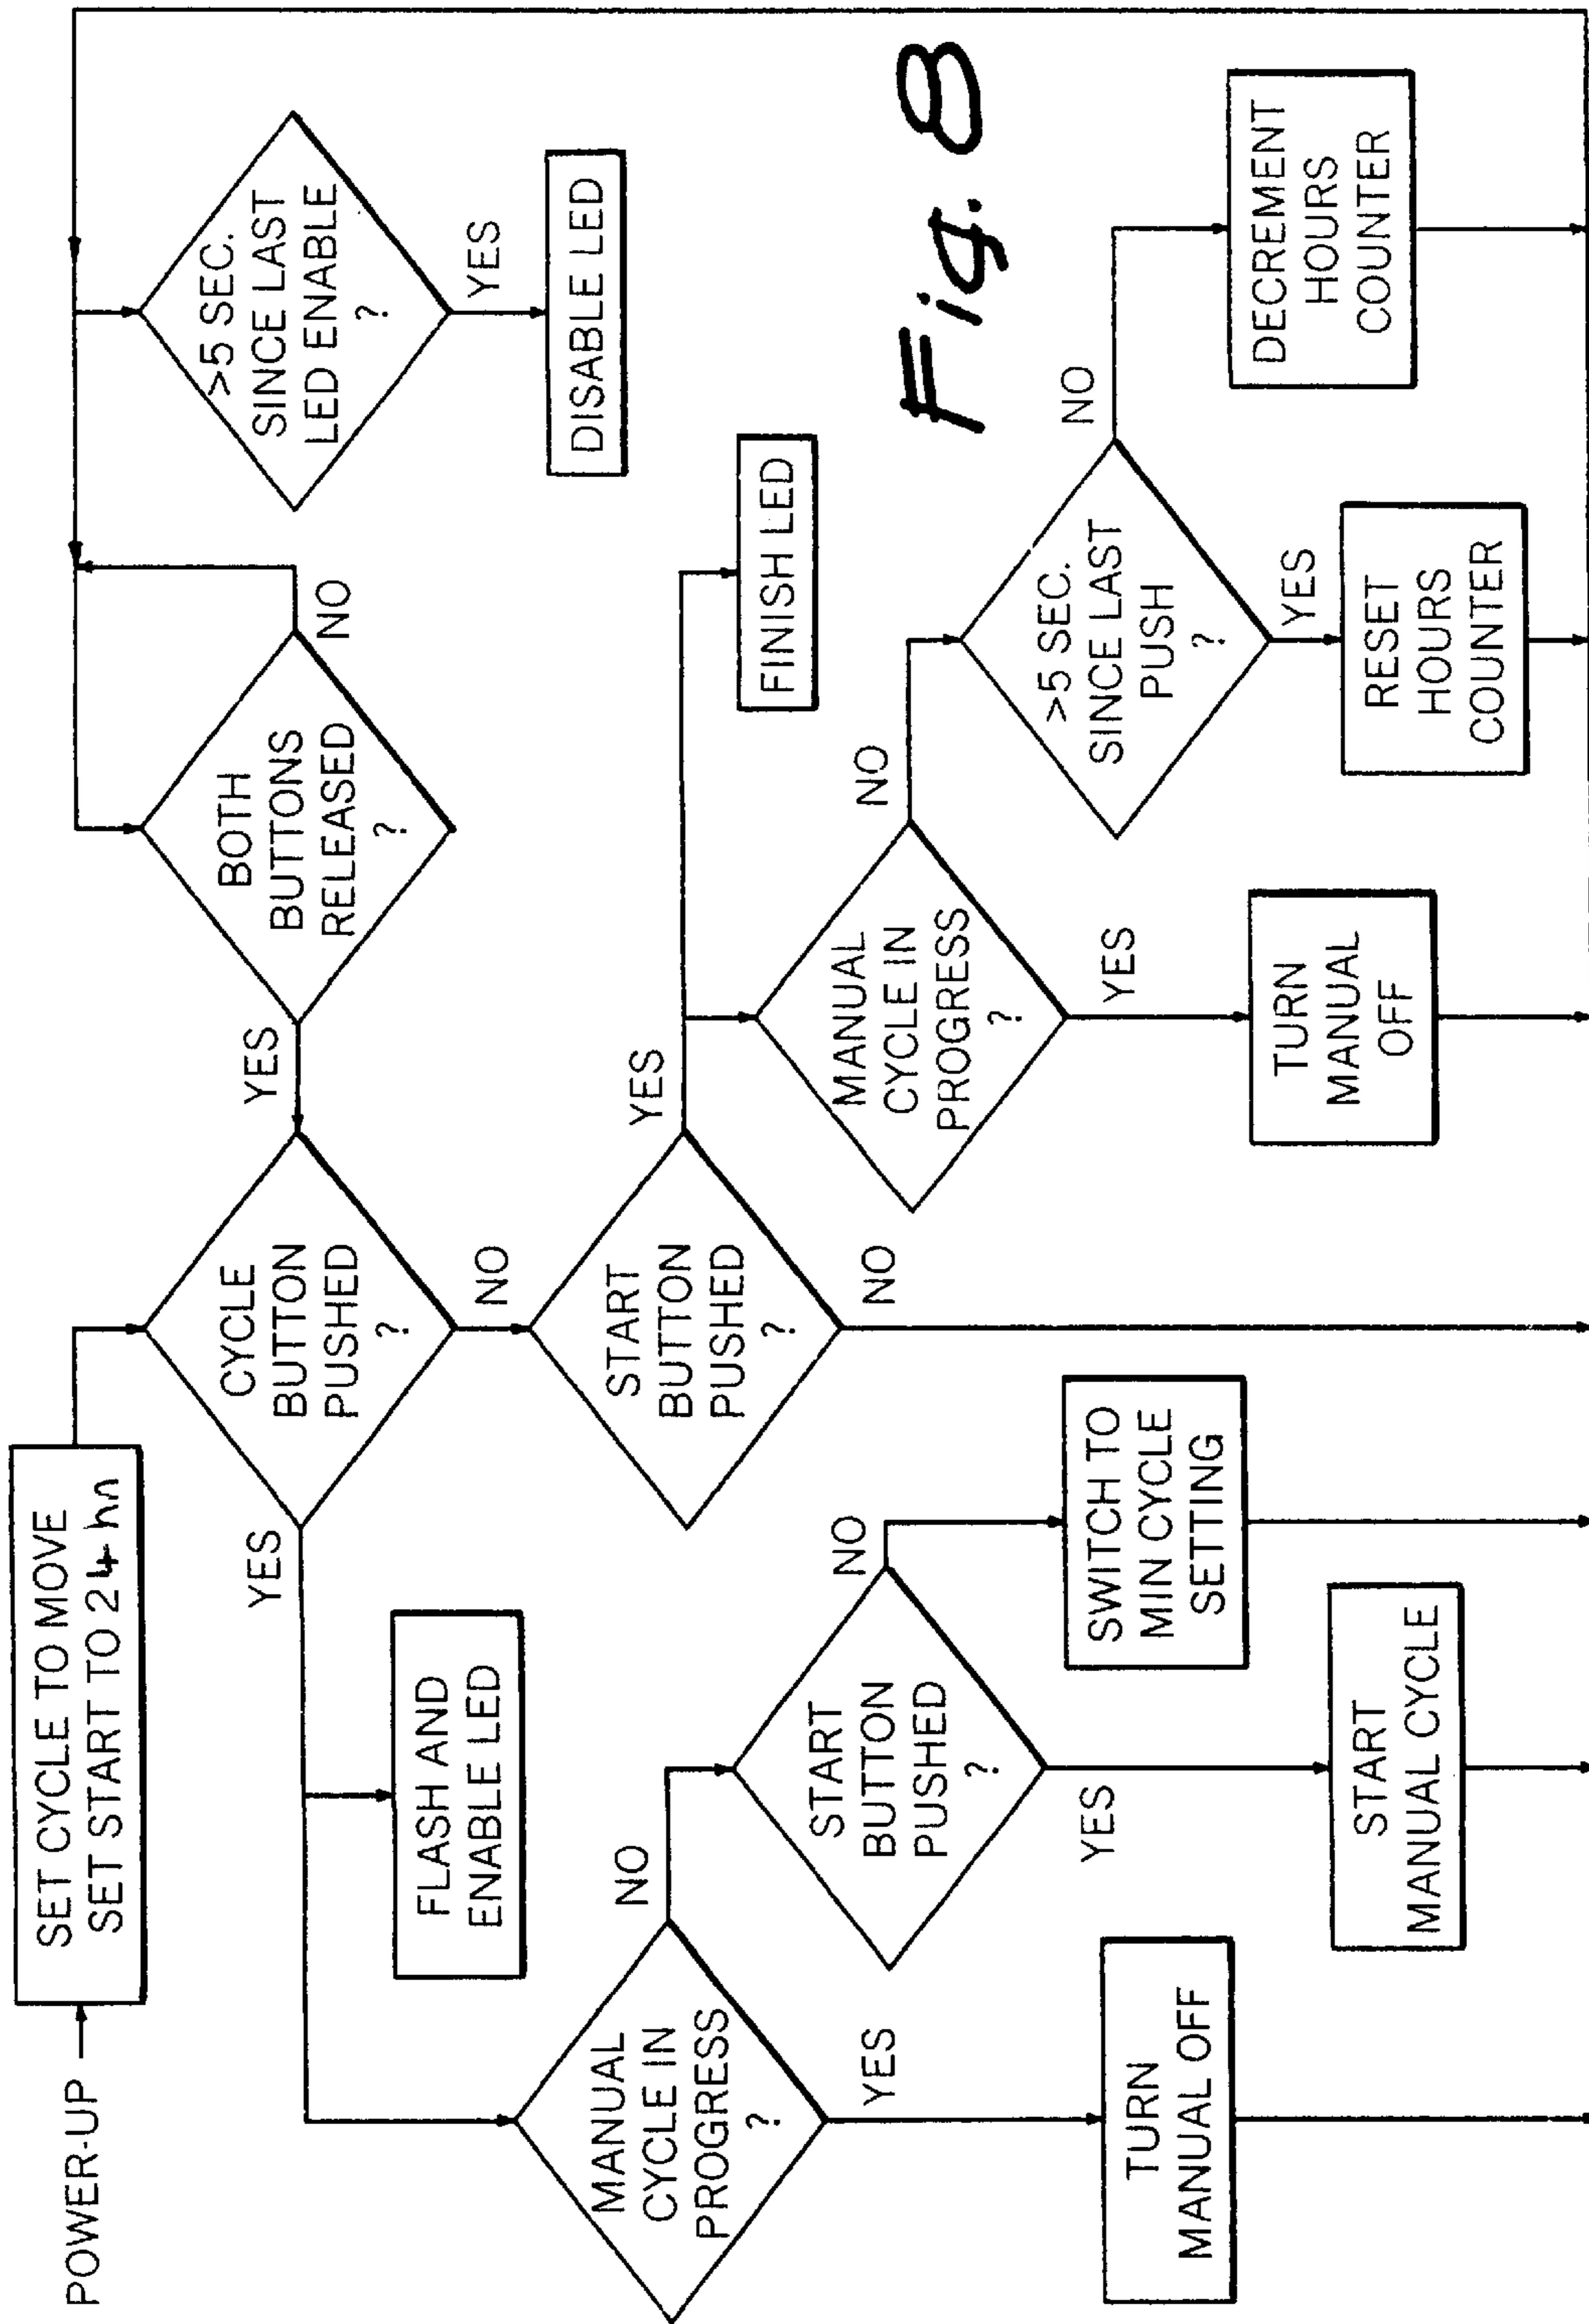 POWER-UP
SET CYCLE TO MOVE
SET START TO 24 hr
CYCLE
BUTTON
PUSHED
?
YES
NO
YES
BOTH
BUTTONS
RELEASED
?
NO
>5 SEC.
SINCE LAST
LED ENABLE
?
YES
DISABLE LED
FLASH AND
ENABLE LED
MANUAL
CYCLE IN
PROGRESS
?
NO
YES
TURN
MANUAL OFF
START
BUTTON
PUSHED
?
NO
YES
SWITCH TO
MIN CYCLE
SETTING
START
MANUAL CYCLE
START
BUTTON
PUSHED
?
YES
NO
FINISH LED
MANUAL
CYCLE IN
PROGRESS
?
NO
YES
TURN
MANUAL
OFF
>5 SEC.
SINCE LAST
PUSH
?
NO
YES
RESET
HOURS
COUNTER
DECREMENT
HOURS
COUNTER
Fig. 8